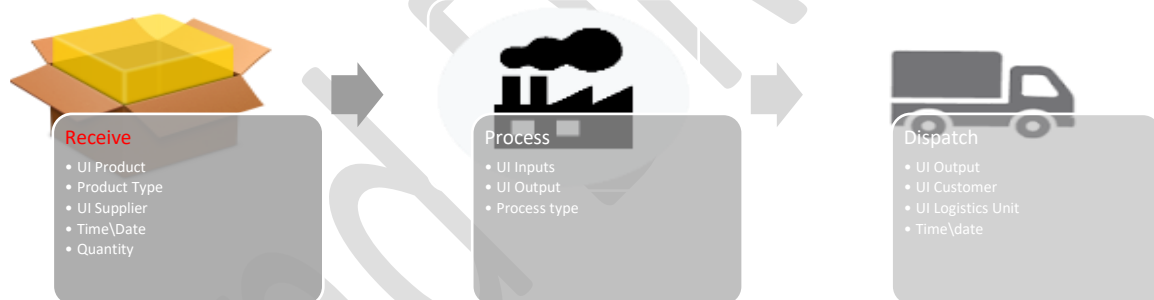 Receive
• UI Product
• Product Type
• UI Supplier
• Time\Date
• Quantity
Process
• UI Inputs
• UI Output
• Process type
Dispatch
• UI Output
• UI Customer
• UI Logistics Unit
• Time\date